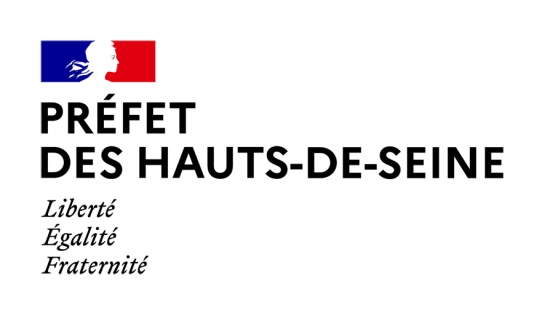 PRÉFET
DES HAUTS-DE-SEINE
Liberté
Égalité
Fraternité